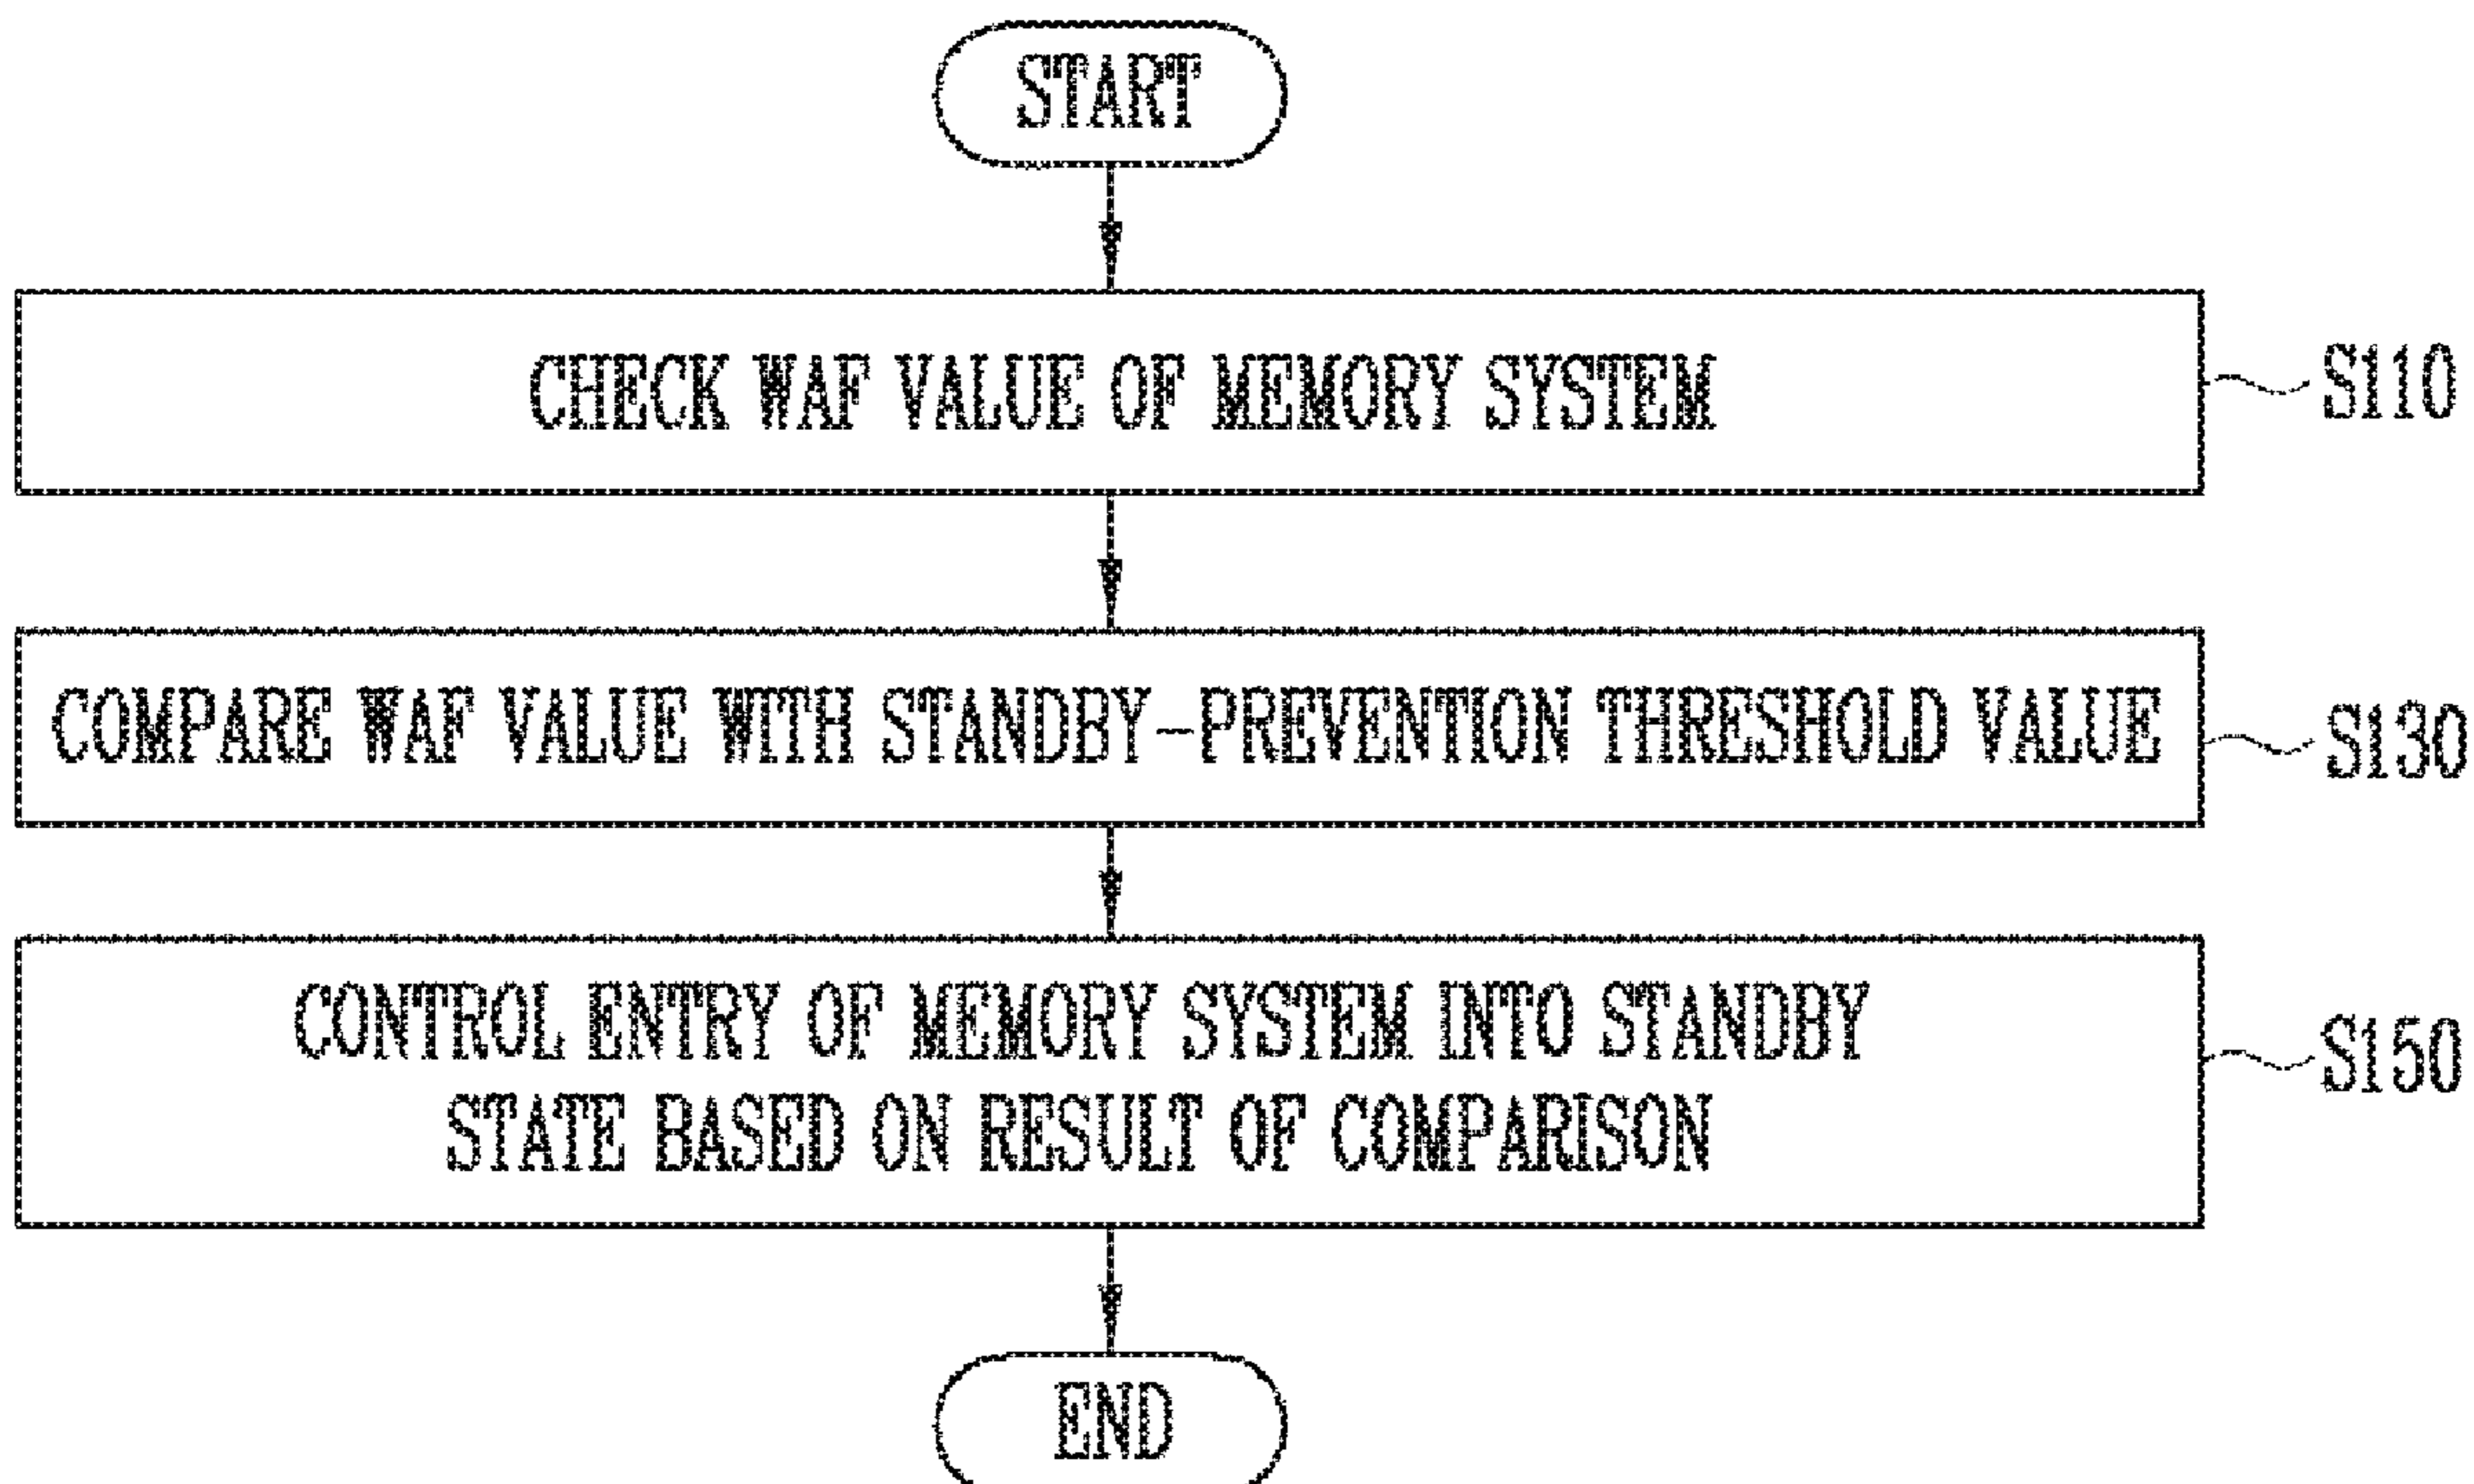 START
CHECK WAF VALUE OF MEMORY SYSTEM
S110
COMPARE WAF VALUE WITH STANDBY-PREVENTION THRESHOLD VALUE
S130
CONTROL ENTRY OF MEMORY SYSTEM INTO STANDBY
STATE BASED ON RESULT OF COMPARISON
S150
END